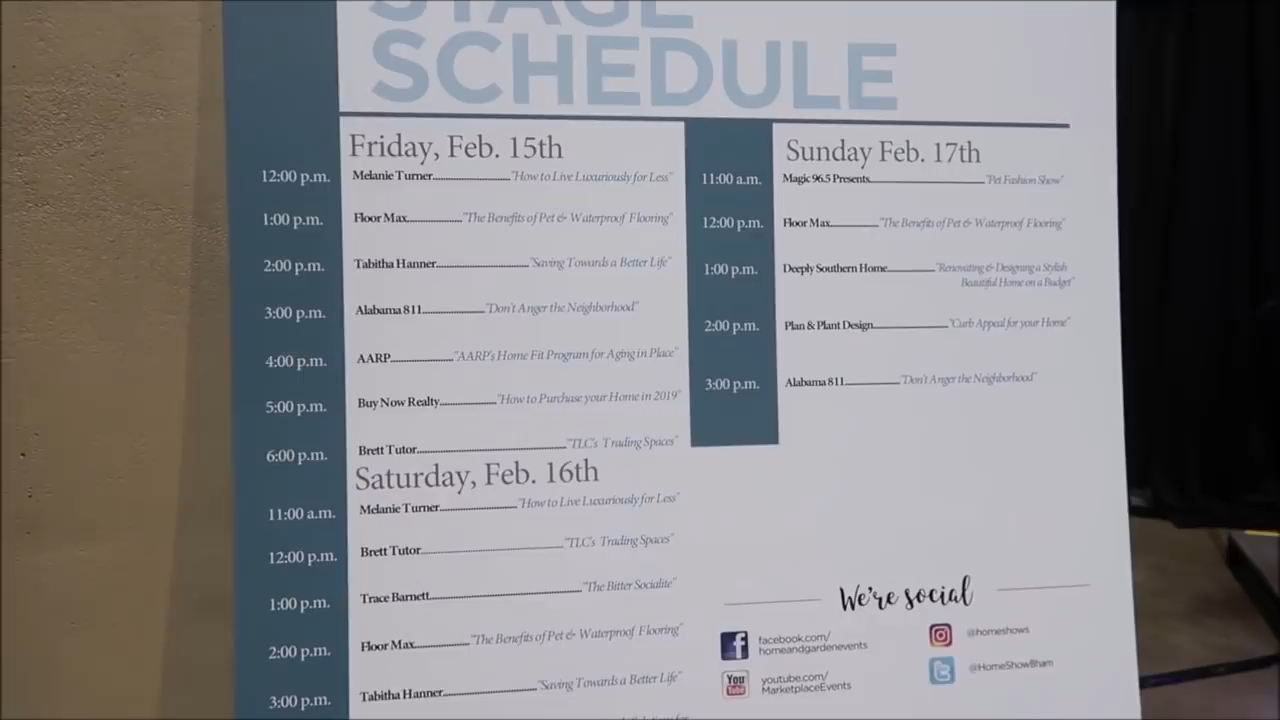 STAGE
SCHEDULE
Friday, Feb. 15th
12:00 p.m. Melanie Turner "How to Live Luxuriously for Less"
1:00 p.m. Floor Max "The Benefits of Pet & Waterproof Flooring"
2:00 p.m. Tabitha Hanner "Saving Towards a Better Life"
3:00 p.m. Alabama 811 "Don't Anger the Neighborhood"
4:00 p.m. AARP "AARP's Home Fit Program for Aging in Place"
5:00 p.m. Buy Now Realty "How to Purchase your Home in 2019"
6:00 p.m. Brett Tutor "TLC's Trading Spaces"
Saturday, Feb. 16th
11:00 a.m. Melanie Turner "How to Live Luxuriously for Less"
12:00 p.m. Brett Tutor "TLC's Trading Spaces"
1:00 p.m. Trace Barnett "The Bitter Socialite"
2:00 p.m. Floor Max "The Benefits of Pet & Waterproof Flooring"
3:00 p.m. Tabitha Hanner "Saving Towards a Better Life"
Sunday Feb. 17th
11:00 a.m. Magic 96.5 Presents "Pet Fashion Show"
12:00 p.m. Floor Max "The Benefits of Pet & Waterproof Flooring"
1:00 p.m. Deeply Southern Home "Renovating & Designing a Stylish
Beautiful Home on a Budget"
2:00 p.m. Plan & Plant Design "Curb Appeal for your Home"
3:00 p.m. Alabama 811 "Don't Anger the Neighborhood"
We're social
facebook.com/
homeandgardenevents
@homeshows
You
Tube
youtube.com/
MarketplaceEvents
@HomeShowBham